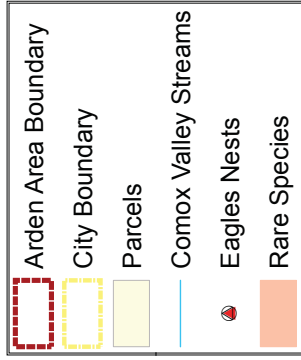 Arden Area Boundary
City Boundary
Parcels
Comox Valley Streams
Eagles Nests
Rare Species